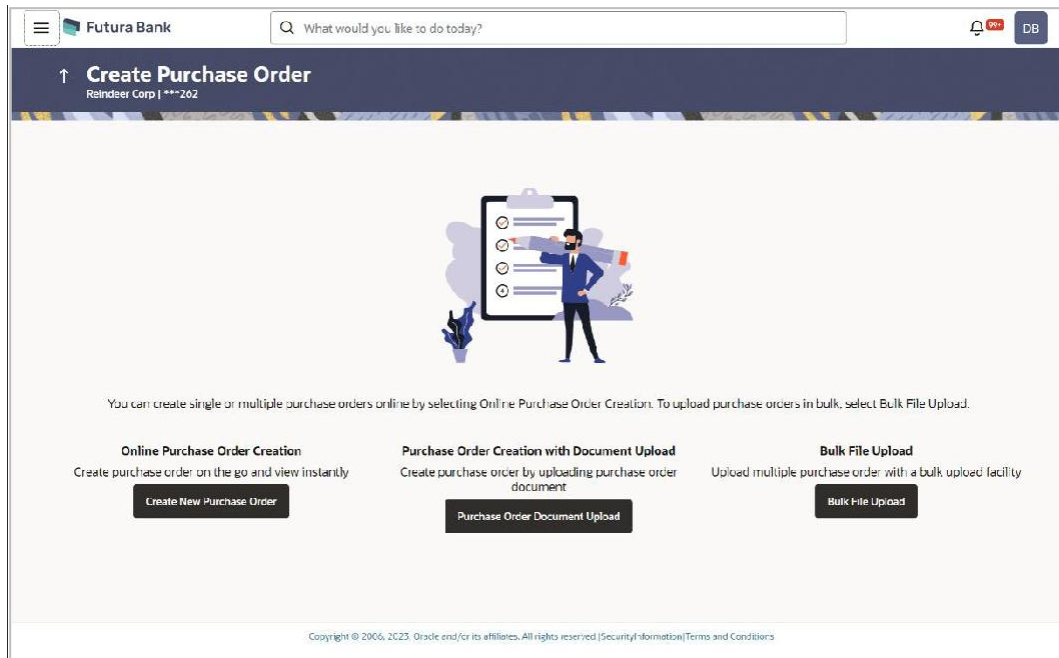 Futura Bank
What would you like to do today?
99+
DB
Create Purchase Order
Reindeer Corp | ***262
4
You can create single or multiple purchase orders online by selecting Online Purchase Order Creation. To upload purchase orders in bulk, select Bulk File Upload.
Online Purchase Order Creation
Create purchase order on the go and view instantly
Create New Purchase Order
Purchase Order Creation with Document Upload
Create purchase order by uploading purchase order
document
Purchase Order Document Upload
Bulk File Upload
Upload multiple purchase order with a bulk upload facility
Bulk File Upload
Copyright © 2006, 2023, Oracle and/or its affiliates. All rights reserved.|SecurityInformation|Terms and Conditions